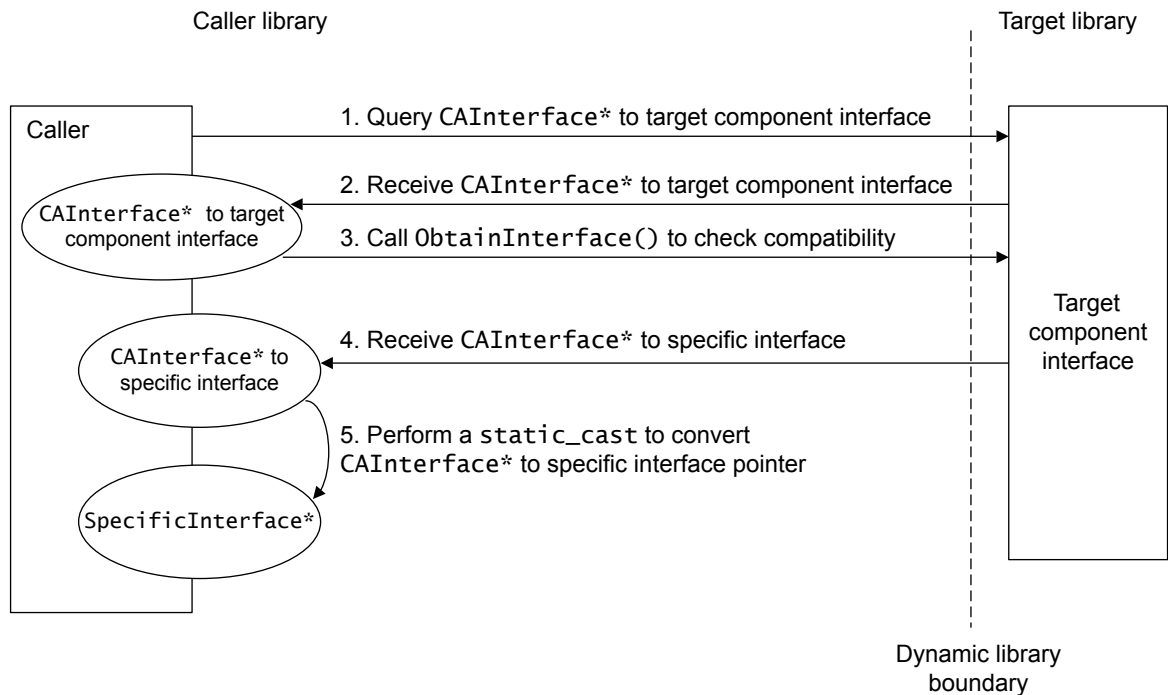 Caller library
Target library
Caller
1. Query CAInterface* to target component interface
2. Receive CAInterface* to target component interface
CAInterface* to target
component interface
3. Call ObtainInterface() to check compatibility
Target
component
interface
4. Receive CAInterface* to specific interface
CAInterface* to
specific interface
5. Perform a static_cast to convert
CAInterface* to specific interface pointer
SpecificInterface*
Dynamic library
boundary